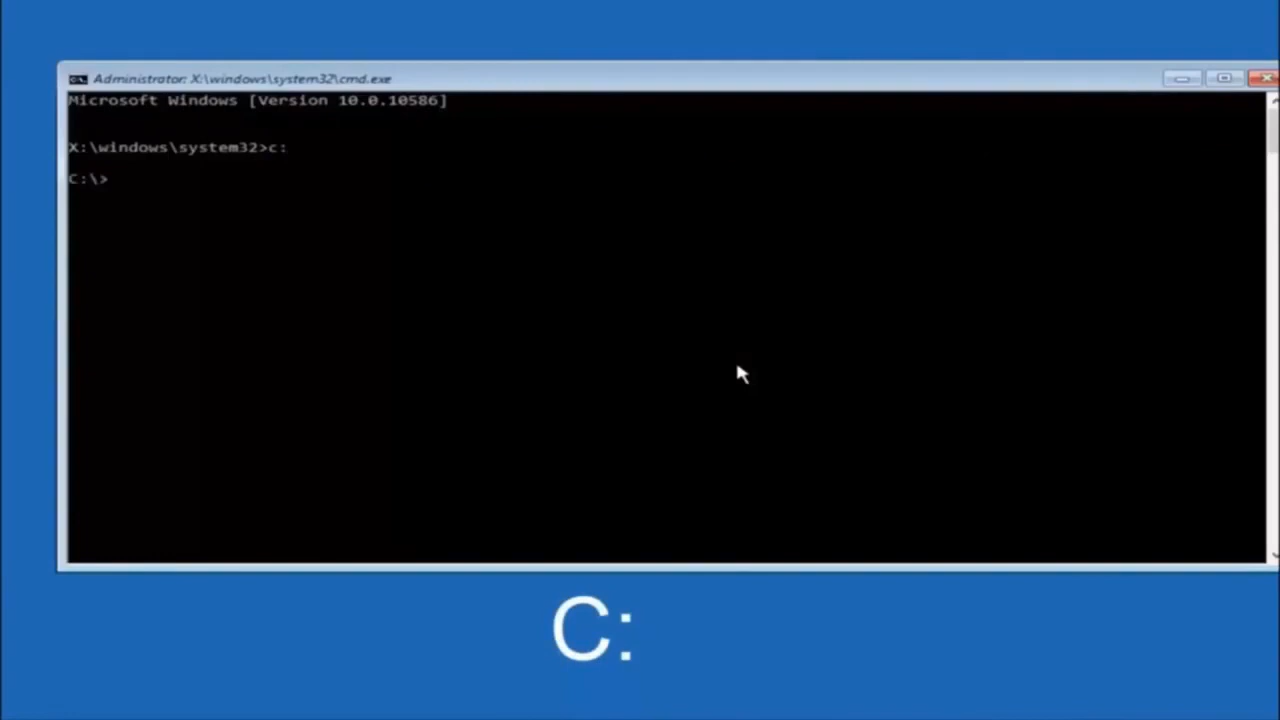 Administrator: X:\windows\system32\cmd.exe
Microsoft Windows [Version 10.0.10586]
X:\windows\system32>c:
C:\>
C: